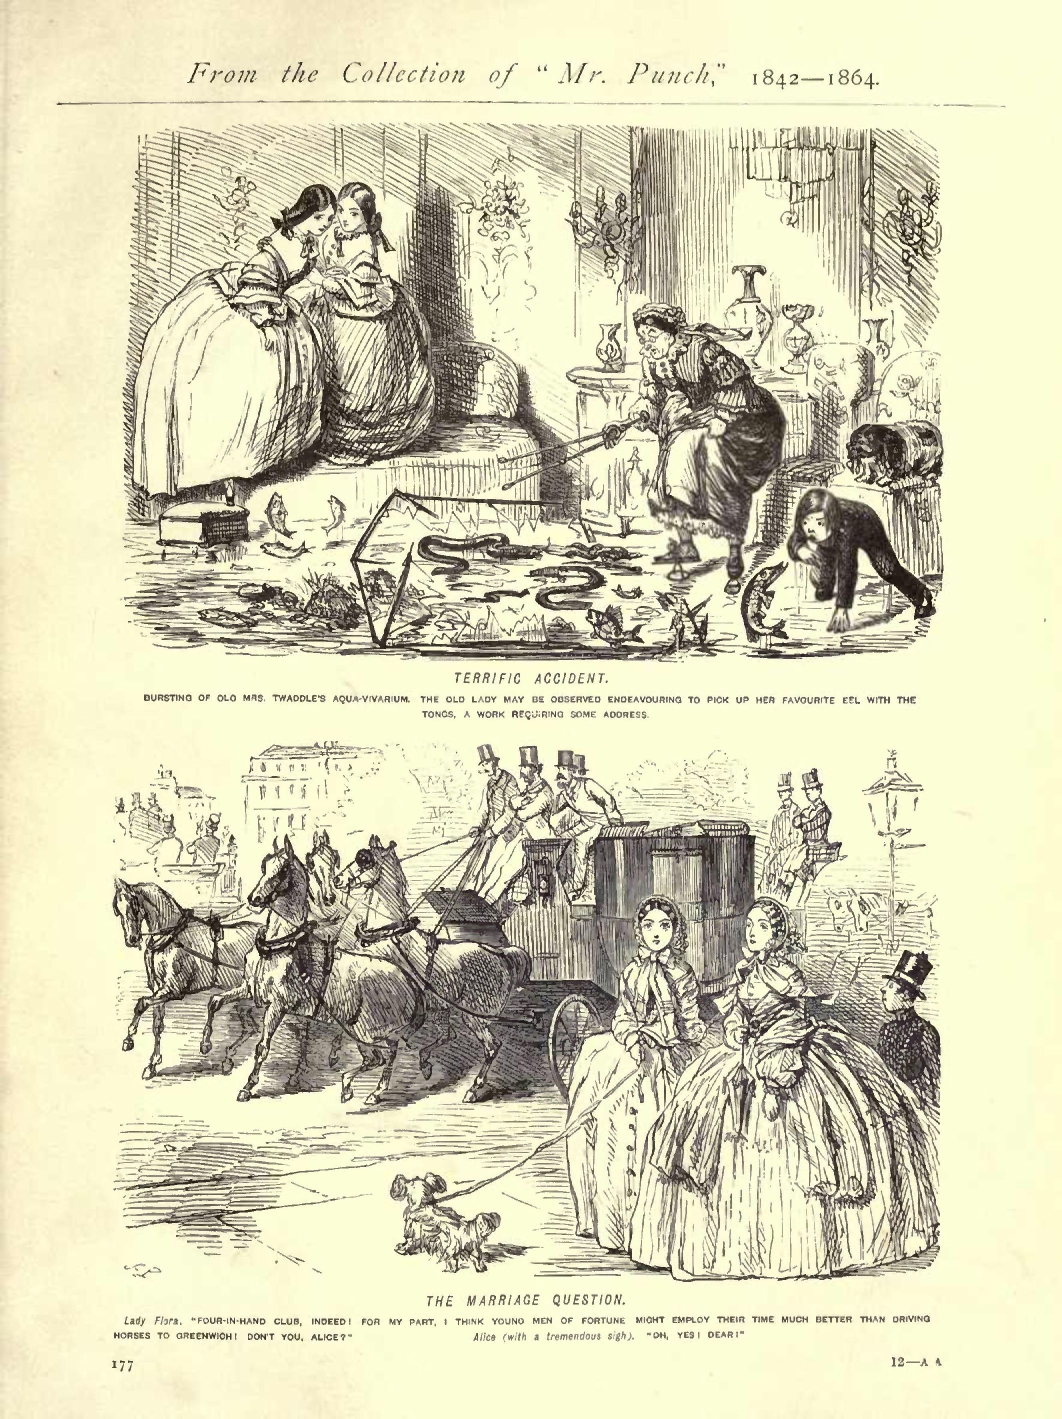 From the Collection of "Mr. Punch," 1842—1864.
TERRIFIC ACCIDENT.
BURSTING OF OLD MRS. TWADDLE'S AQUA-VIVARIUM. THE OLD LADY MAY BE OBSERVED ENDEAVOURING TO PICK UP HER FAVOURITE EEL WITH THE
TONGS, A WORK REQUIRING SOME ADDRESS.
THE MARRIAGE QUESTION.
Lady Flora. "FOUR-IN-HAND CLUB, INDEED! FOR MY PART, I THINK YOUNG MEN OF FORTUNE MIGHT EMPLOY THEIR TIME MUCH BETTER THAN DRIVING
HORSES TO GREENWICH! DON'T YOU, ALICE?" Alice (with a tremendous sigh). "OH, YES! DEAR!"
177 12—A A